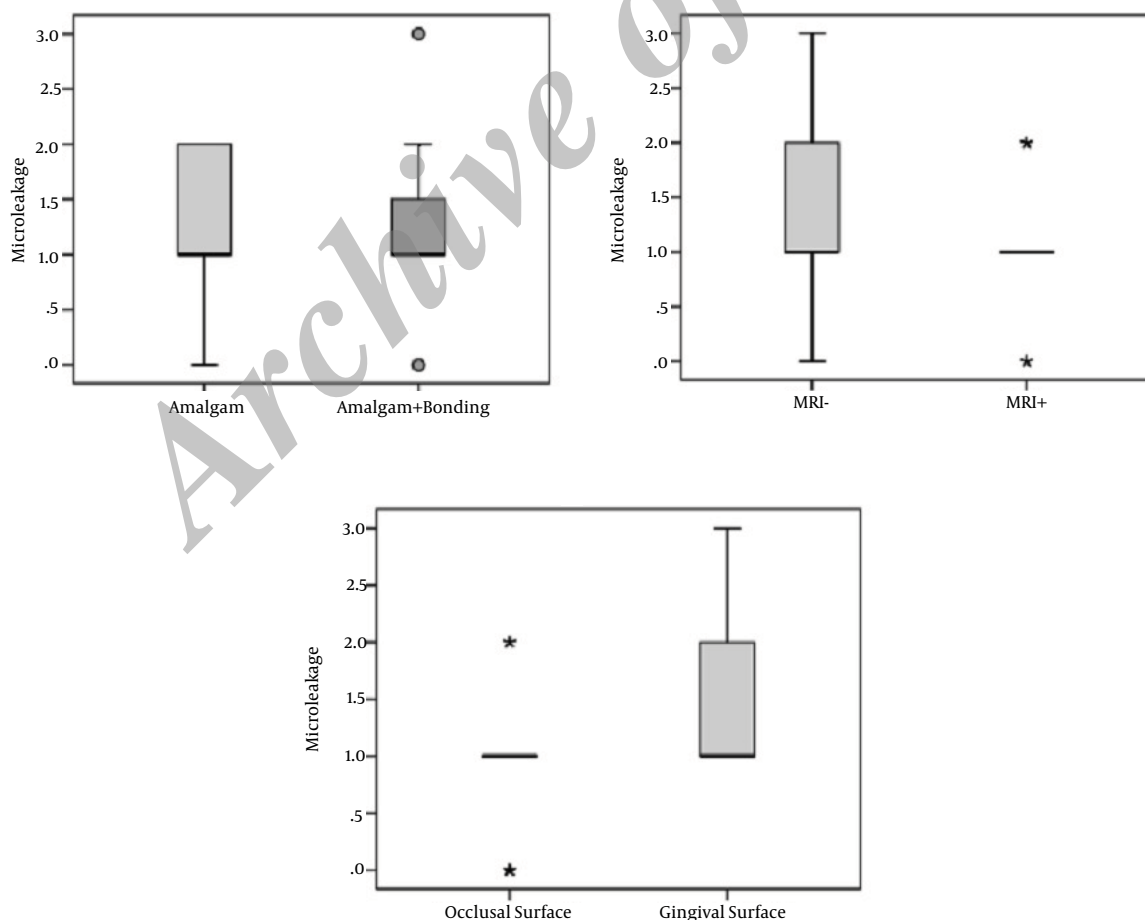 3.0
2.5
2.0
1.5
1.0
.5
.0
Microleakage
Amalgam
Amalgam+Bonding
3.0
2.5
2.0
1.5
1.0
.5
.0
Microleakage
MRI-
MRI+
3.0
2.5
2.0
1.5
1.0
.5
.0
Microleakage
Occlusal Surface
Gingival Surface
Archive of